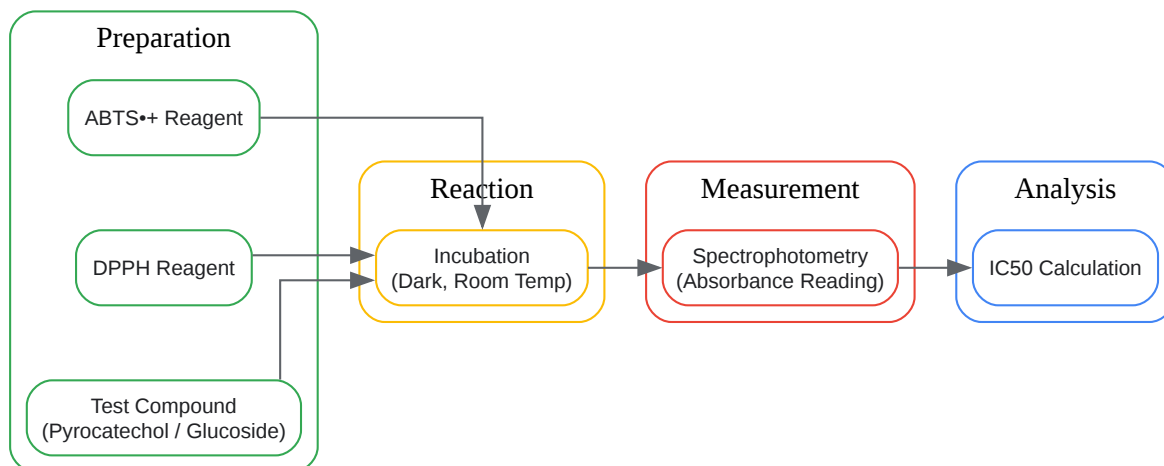 Preparation
ABTS•+ Reagent
DPPH Reagent
Test Compound
(Pyrocatechol / Glucoside)
Reaction
Incubation
(Dark, Room Temp)
Measurement
Spectrophotometry
(Absorbance Reading)
Analysis
IC50 Calculation